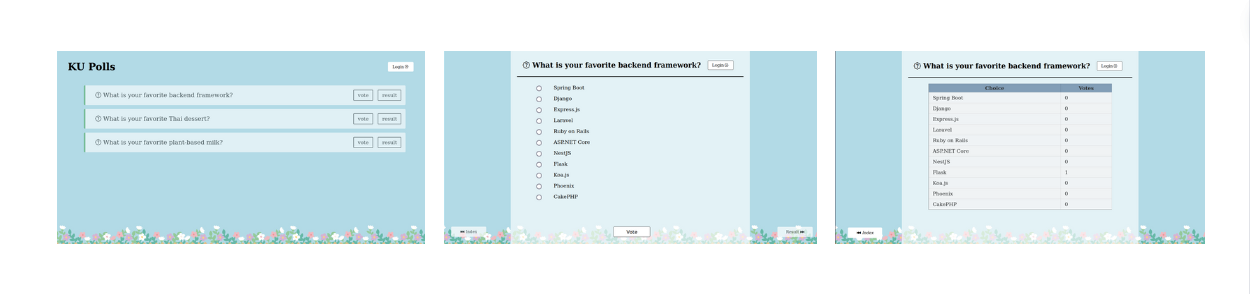 KU Polls
Login
What is your favorite backend framework?
vote result
What is your favorite Thai dessert?
vote result
What is your favorite plant-based milk?
vote result
What is your favorite backend framework? Login
Spring Boot
Django
Express.js
Laravel
Ruby on Rails
ASP.NET Core
NestJS
Flask
Koa.js
Phoenix
CakePHP
Index Vote Result
What is your favorite backend framework? Login
Choice Votes
Spring Boot 0
Django 0
Express.js 0
Laravel 0
Ruby on Rails 0
ASP.NET Core 0
NestJS 0
Flask 1
Koa.js 0
Phoenix 0
CakePHP 0
Index